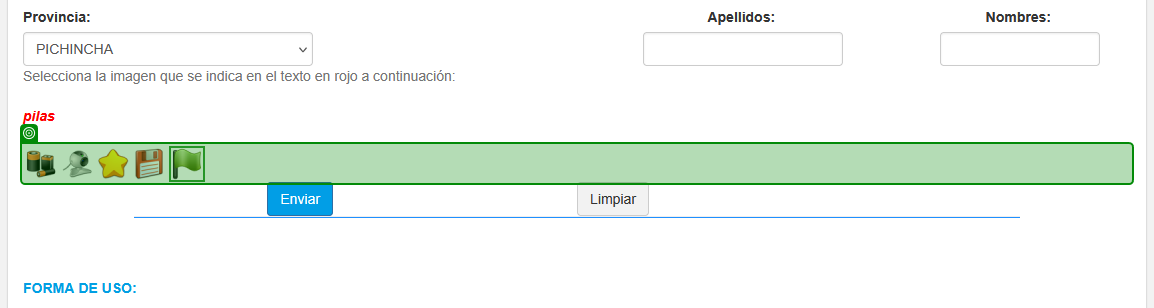 Provincia: Apellidos: Nombres:
PICHINCHA
Selecciona la imagen que se indica en el texto en rojo a continuación:
pilas
Enviar Limpiar
FORMA DE USO: